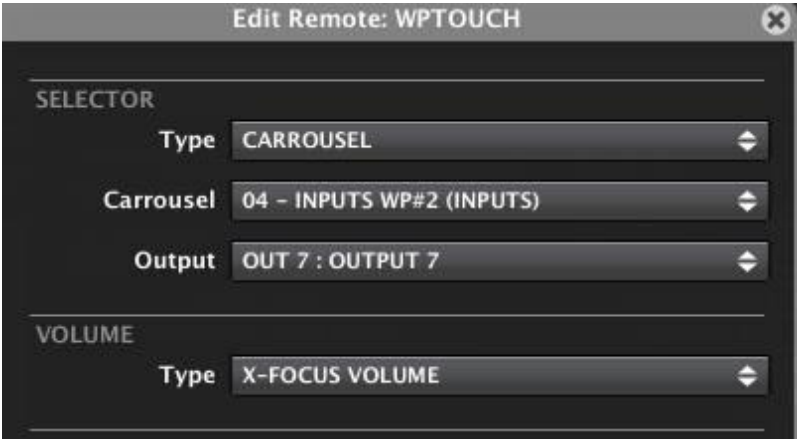 Edit Remote: WPTOUCH
SELECTOR
Type CARROUSEL
Carrousel 04 – INPUTS WP#2 (INPUTS)
Output OUT 7 : OUTPUT 7
VOLUME
Type X–FOCUS VOLUME